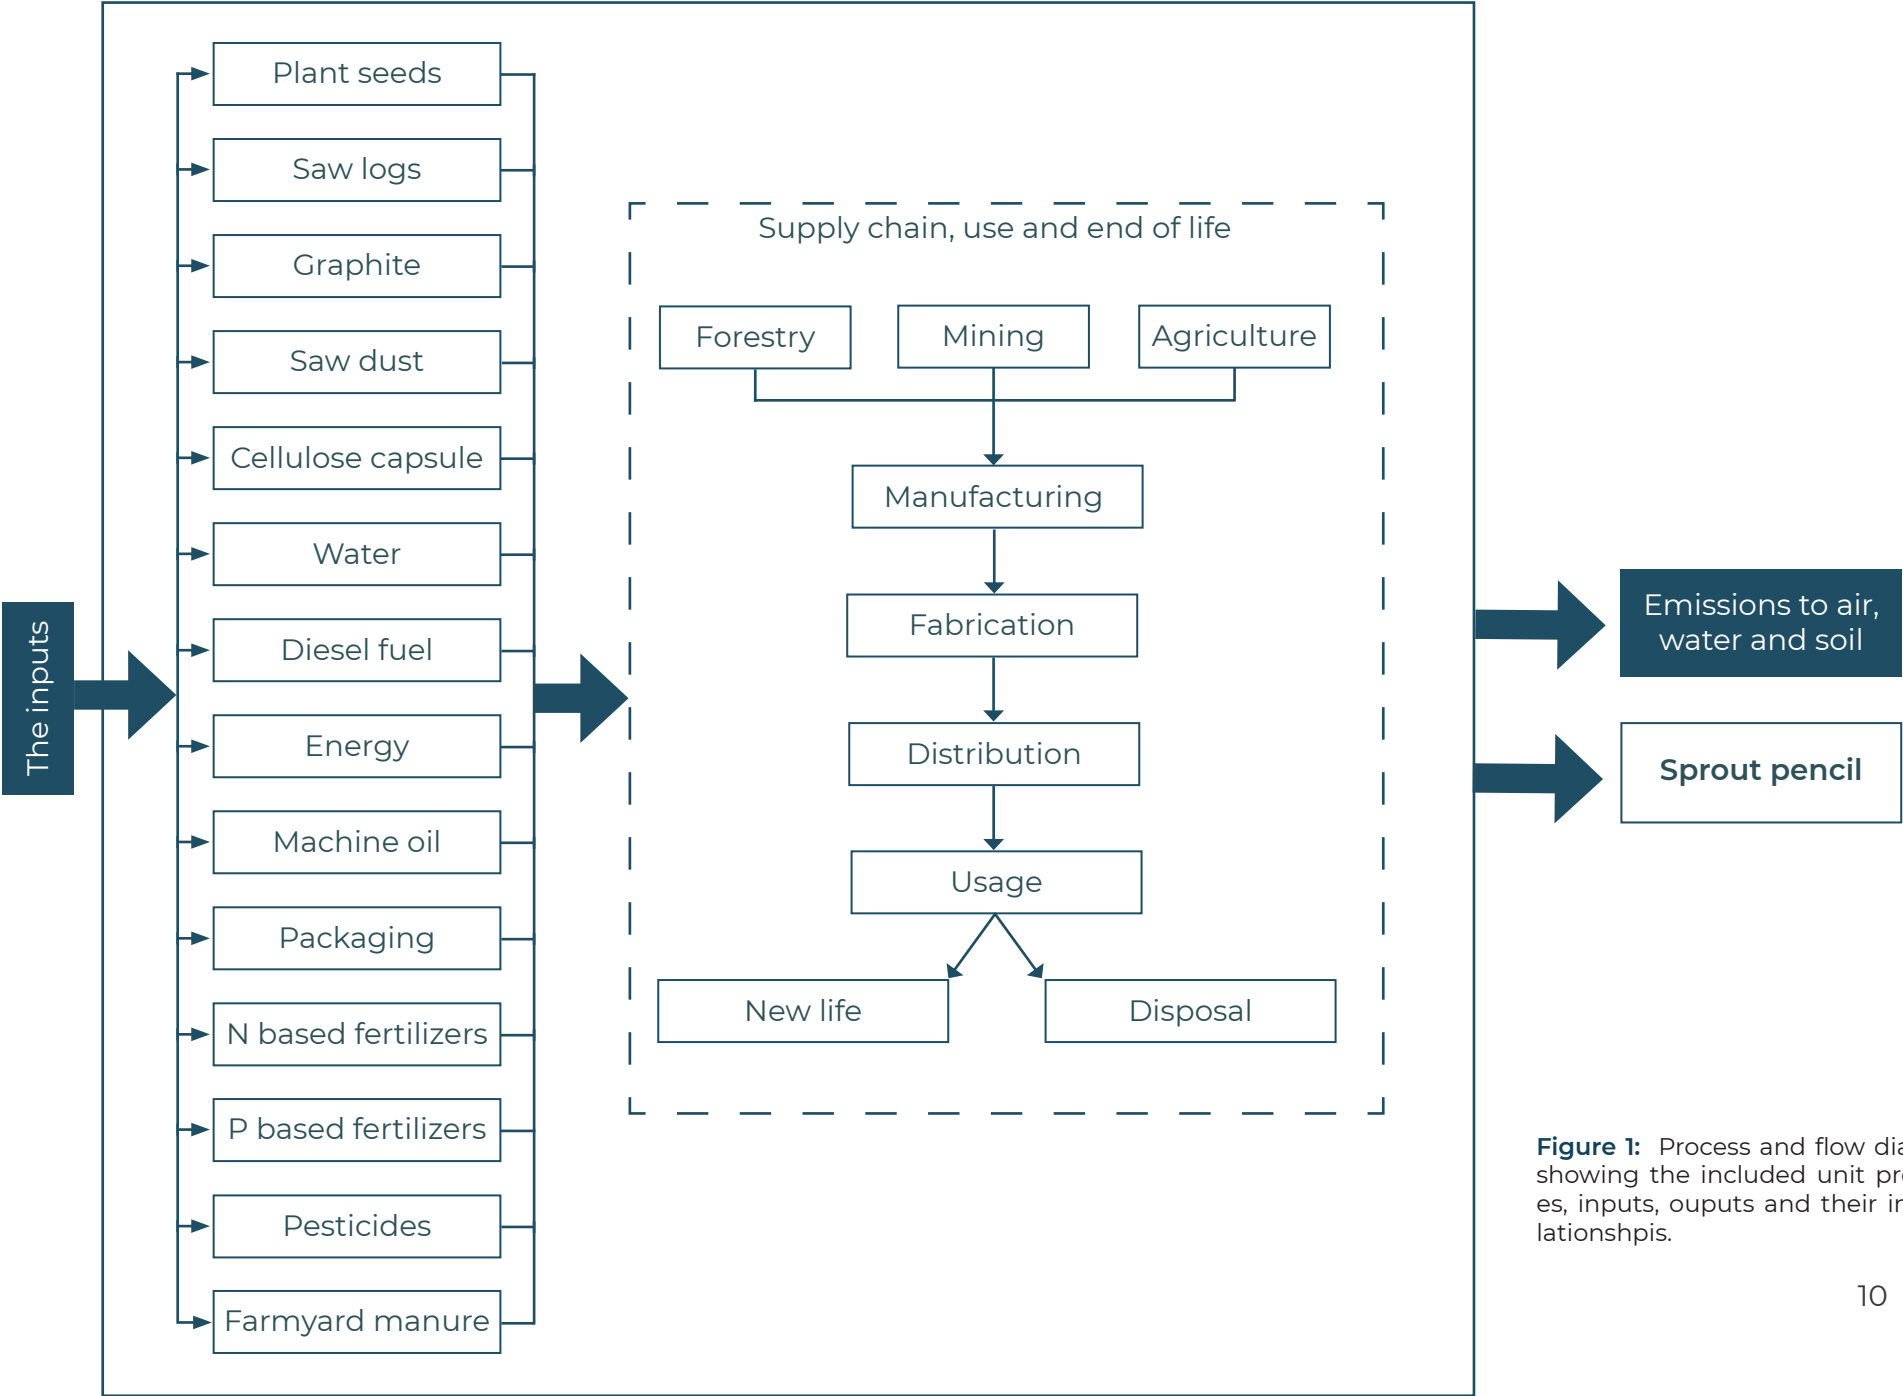 The inputs
Plant seeds
Saw logs
Graphite
Saw dust
Cellulose capsule
Water
Diesel fuel
Energy
Machine oil
Packaging
N based fertilizers
P based fertilizers
Pesticides
Farmyard manure
Supply chain, use and end of life
Forestry
Mining
Agriculture
Manufacturing
Fabrication
Distribution
Usage
New life
Disposal
Emissions to air,
water and soil
Sprout pencil
Figure 1: Process and flow
showing the included unit
es, inputs, ouputs and their
lationshpis.
10